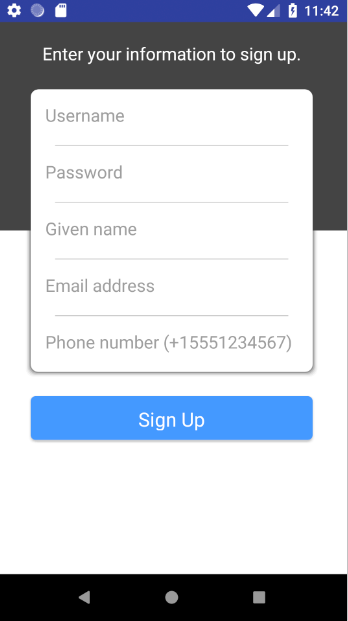 11:42
Enter your information to sign up.
Username
Password
Given name
Email address
Phone number (+15551234567)
Sign Up